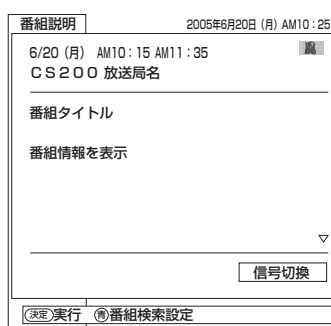 番組説明 2005年6月20日(月) AM10:25
6/20(月) AM10:15 AM11:35
CS200 放送局名
番組タイトル
番組情報を表示
信号切換
決定 実行 青 番組検索設定